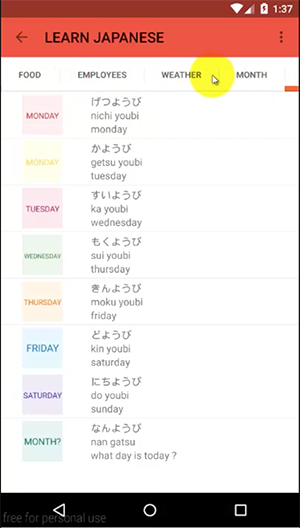 1:37
LEARN JAPANESE
FOOD EMPLOYEES WEATHER MONTH
MONDAY
げつようび
nichi youbi
monday
MONDAY
かようび
getsu youbi
tuesday
TUESDAY
すいようび
ka youbi
wednesday
WEDNESDAY
もくようび
sui youbi
thursday
THURSDAY
きんようび
moku youbi
friday
FRIDAY
どようび
kin youbi
saturday
SATURDAY
にちようび
do youbi
sunday
MONTH?
なんようび
nan gatsu
what day is today ?
free for personal use